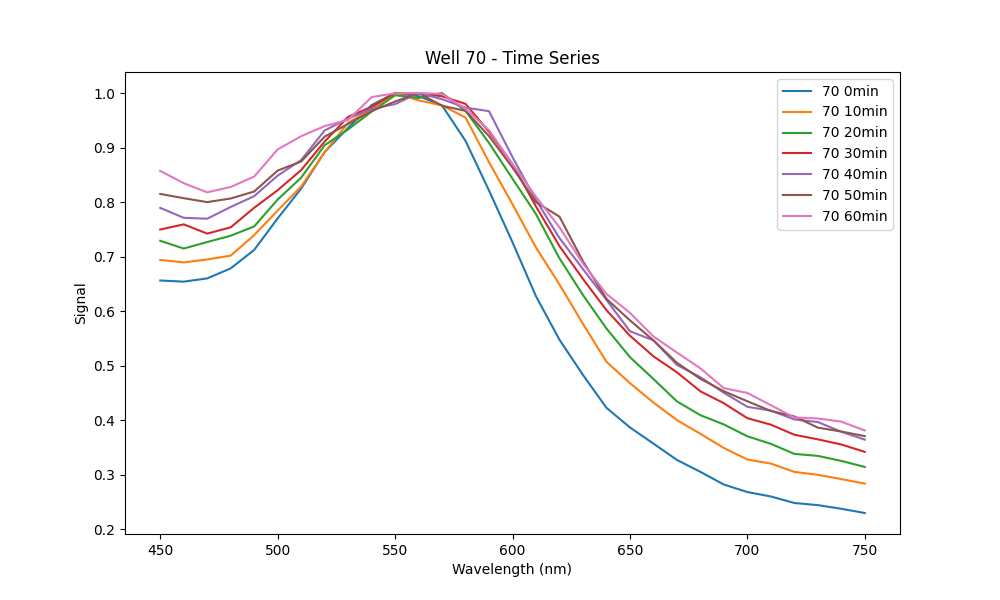 Well 70 - Time Series
Signal
1.0
0.9
0.8
0.7
0.6
0.5
0.4
0.3
0.2
70 0min
70 10min
70 20min
70 30min
70 40min
70 50min
70 60min
450 500 550 600 650 700 750
Wavelength (nm)